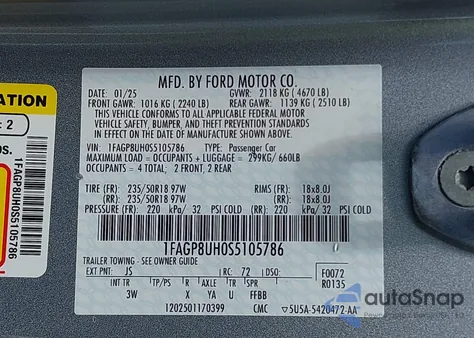 MFD. BY FORD MOTOR CO.
DATE: 01/25 GVWR: 2118 KG ( 4670 LB)
FRONT GAWR: 1016 KG ( 2240 LB) REAR GAWR: 1139 KG ( 2510 LB)
THIS VEHICLE CONFORMS TO ALL APPLICABLE FEDERAL MOTOR
VEHICLE SAFETY, BUMPER, AND THEFT PREVENTION STANDARDS
IN EFFECT ON THE DATE OF MANUFACTURE SHOWN ABOVE.
VIN: 1FAGP8UH0S5105786 TYPE: Passenger Car
MAXIMUM LOAD = OCCUPANTS + LUGGAGE = 299KG/ 660LB
OCCUPANTS = 4 TOTAL, 2 FRONT, 2 REAR
TIRE (FR): 235/50R18 97W RIMS (FR): 18x8.0J
TIRE (RR): 235/50R18 97W (RR): 18x8.0J
PRESSURE (FR): 220 kPa/ 32 PSI COLD (RR): 220 kPa/ 32 PSI COLD
1FAGP8UH0S5105786
TRAILER TOWING - SEE OWNER GUIDE
EXT PNT: JS RC: 72 DSO: F0072
R0135
INT TR TP/PS R AXLE TR SPR
3W X YA U FFBB
1202501170399 CMC 5U5A-5420472-AA
ATION
: 2
os.
1FAGP8UH0S5105786
autoSnap